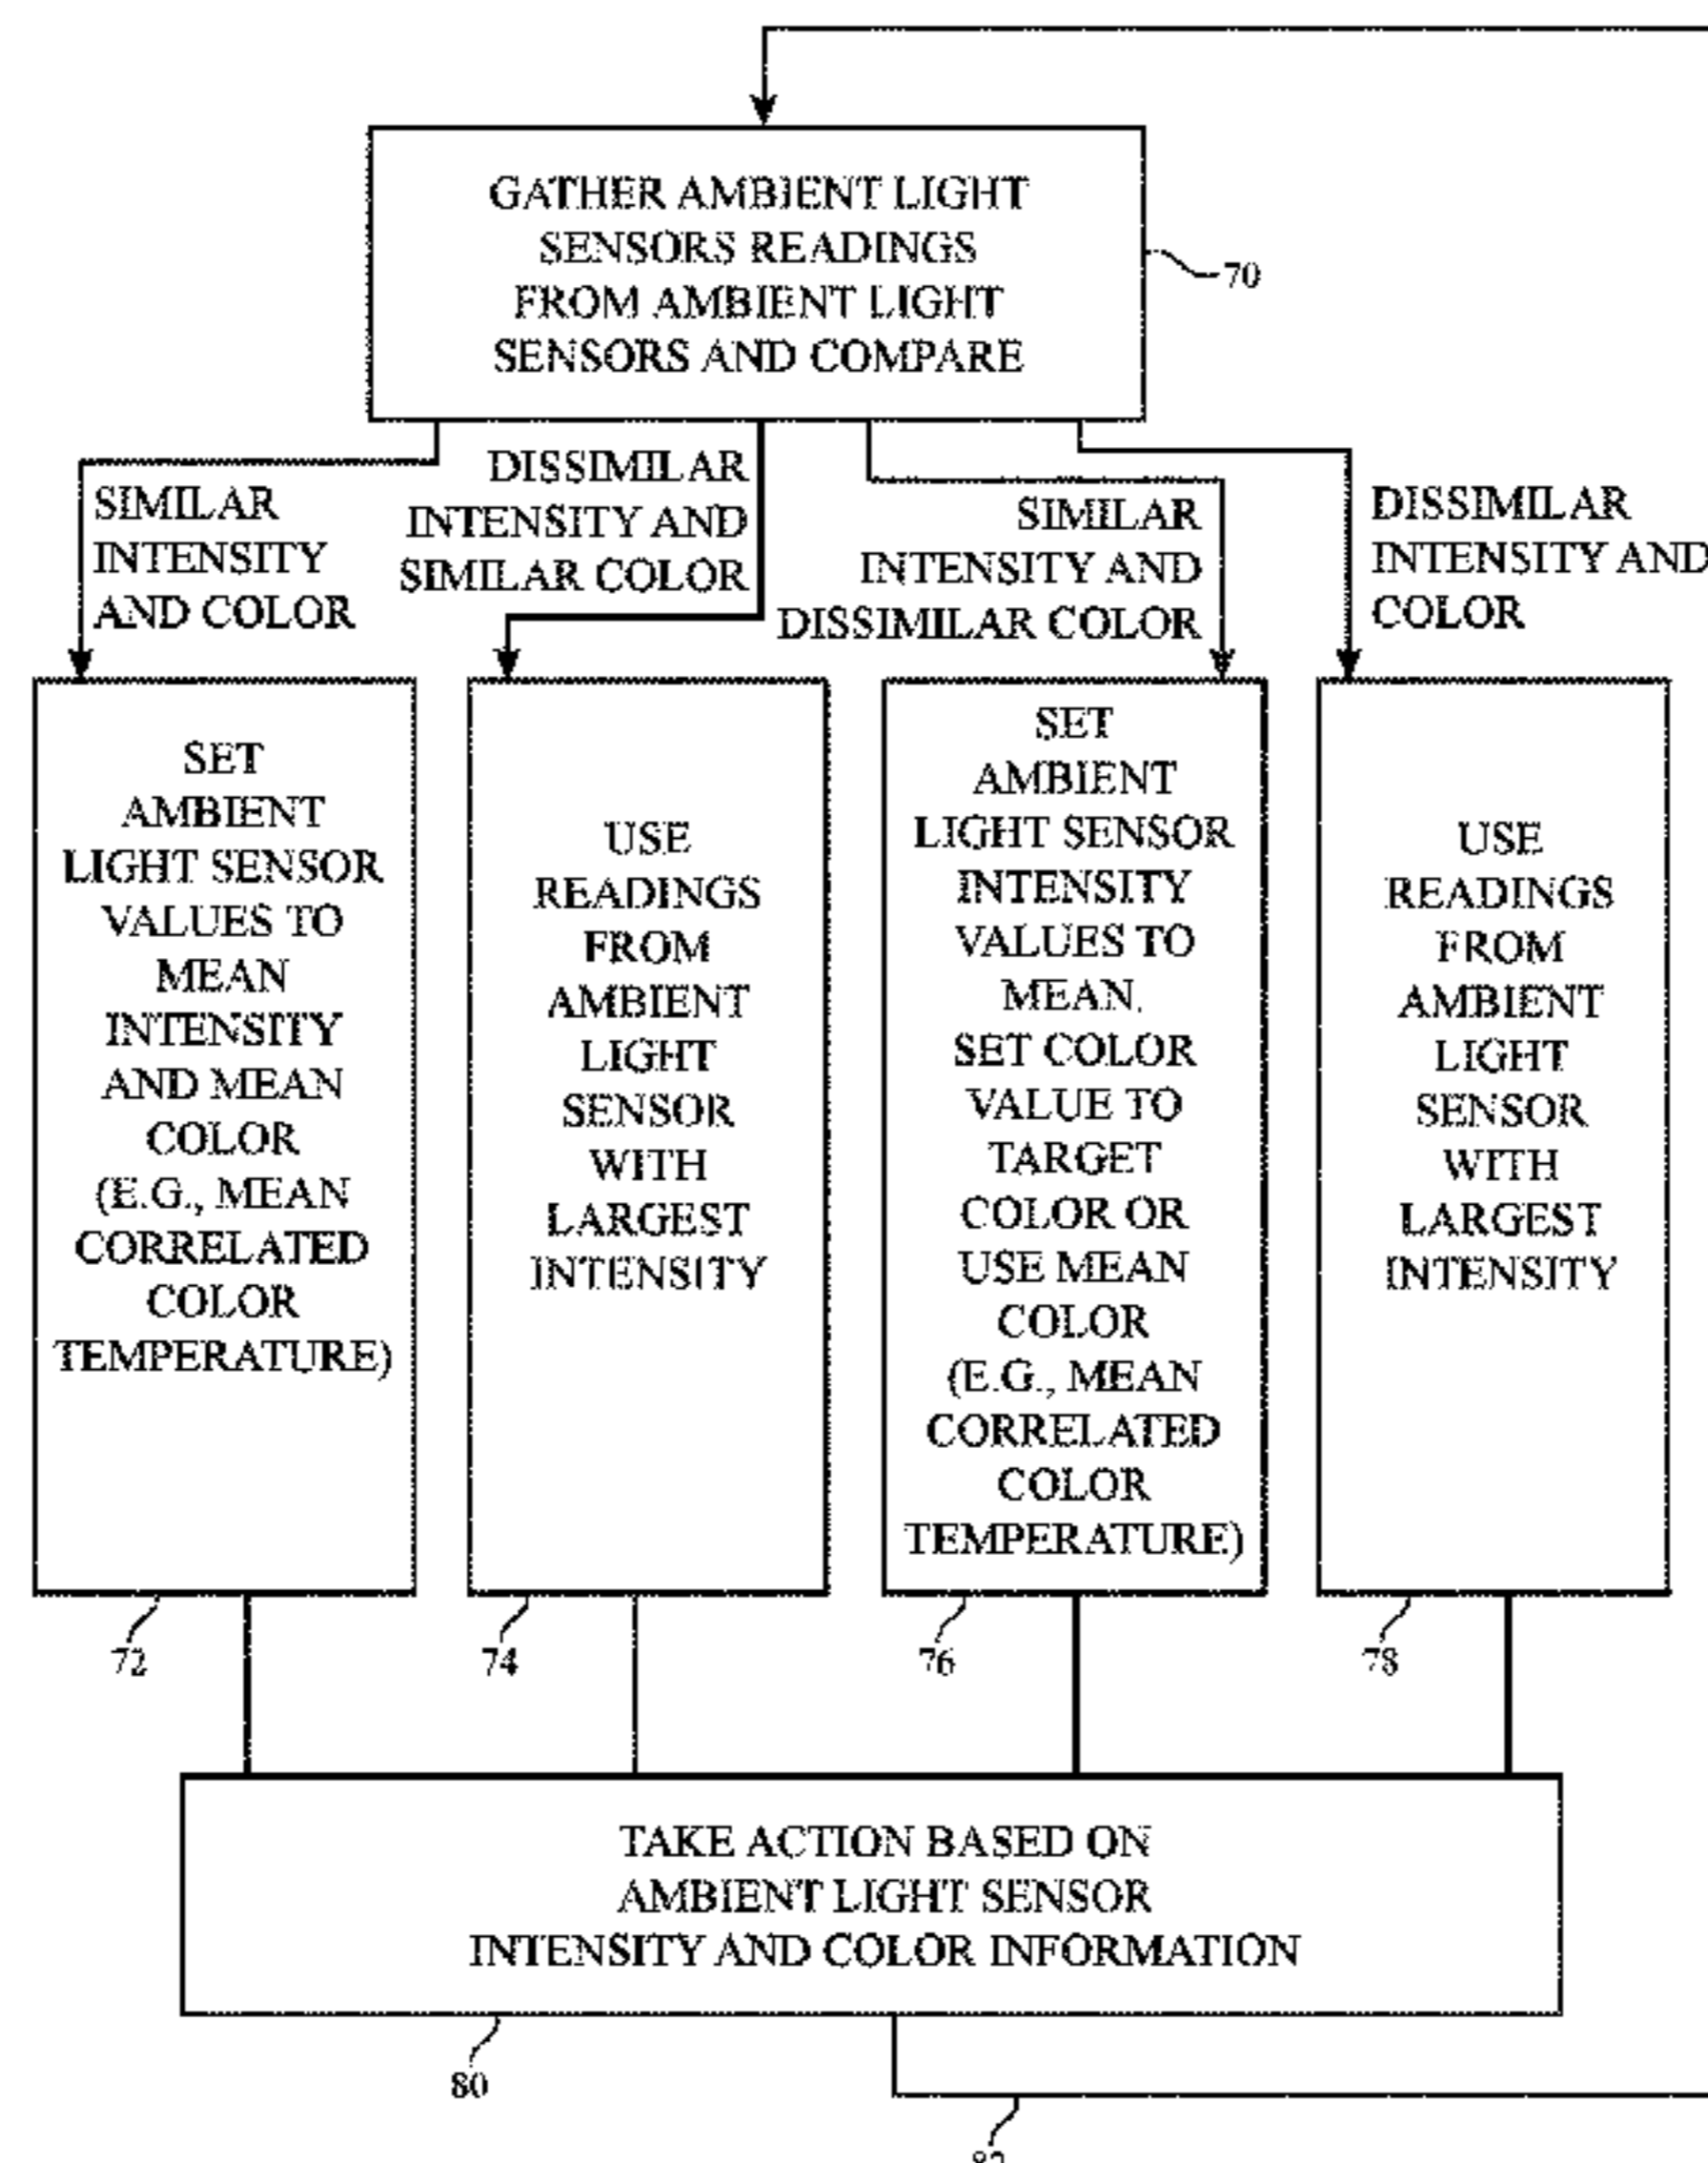 GATHER AMBIENT LIGHT
SENSORS READINGS
FROM AMBIENT LIGHT
SENSORS AND COMPARE
70
SIMILAR
INTENSITY
AND COLOR
DISSIMILAR
INTENSITY AND
SIMILAR COLOR
SIMILAR
INTENSITY AND
DISSIMILAR COLOR
DISSIMILAR
INTENSITY AND
COLOR
SET
AMBIENT
LIGHT SENSOR
VALUES TO
MEAN
INTENSITY
AND MEAN
COLOR
(E.G., MEAN
CORRELATED
COLOR
TEMPERATURE)
72
USE
READINGS
FROM
AMBIENT
LIGHT
SENSOR
WITH
LARGEST
INTENSITY
74
SET
AMBIENT
LIGHT SENSOR
INTENSITY
VALUES TO
MEAN.
SET COLOR
VALUE TO
TARGET
COLOR OR
USE MEAN
COLOR
(E.G., MEAN
CORRELATED
COLOR
TEMPERATURE)
76
USE
READINGS
FROM
AMBIENT
LIGHT
SENSOR
WITH
LARGEST
INTENSITY
78
TAKE ACTION BASED ON
AMBIENT LIGHT SENSOR
INTENSITY AND COLOR INFORMATION
80